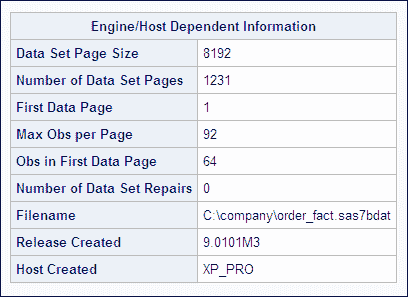 Engine/Host Dependent Information
Data Set Page Size 8192
Number of Data Set Pages 1231
First Data Page 1
Max Obs per Page 92
Obs in First Data Page 64
Number of Data Set Repairs 0
Filename C:\company\order_fact.sas7bdat
Release Created 9.0101M3
Host Created XP_PRO